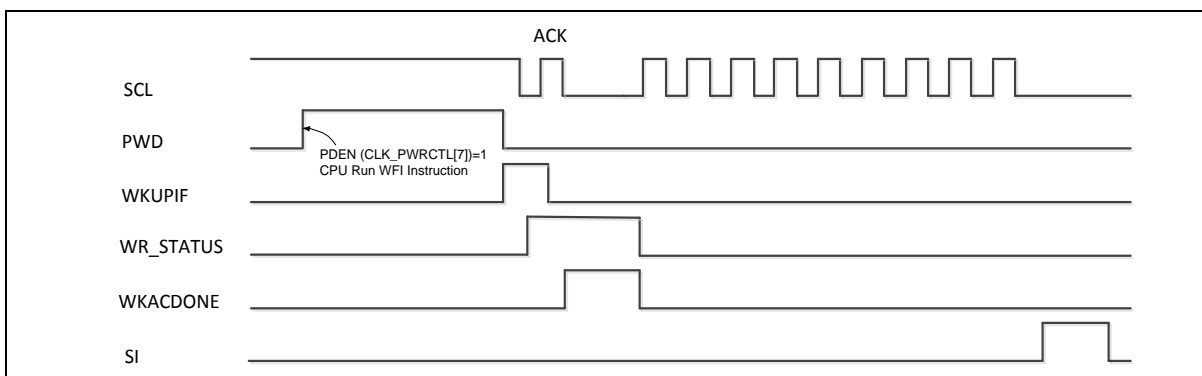 ACK
SCL
PWD
PDEN (CLK_PWRCTL[7])=1
CPU Run WFI Instruction
WKUPIF
WR_STATUS
WKACDONE
SI